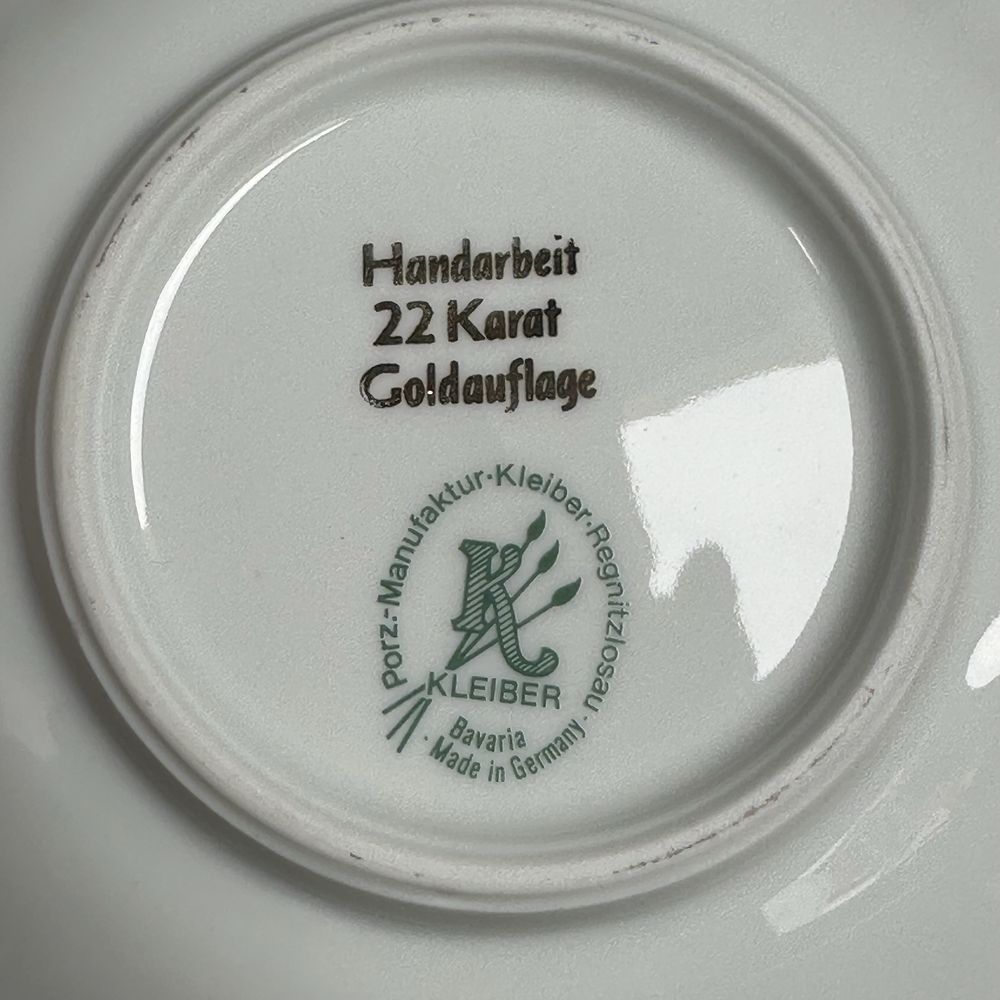 Handarbeit
22 Karat
Goldauflage
Porz.-Manufaktur·Kleiber·Regnitzlosau·
K
KLEIBER
Bavaria
· Made in Germany·